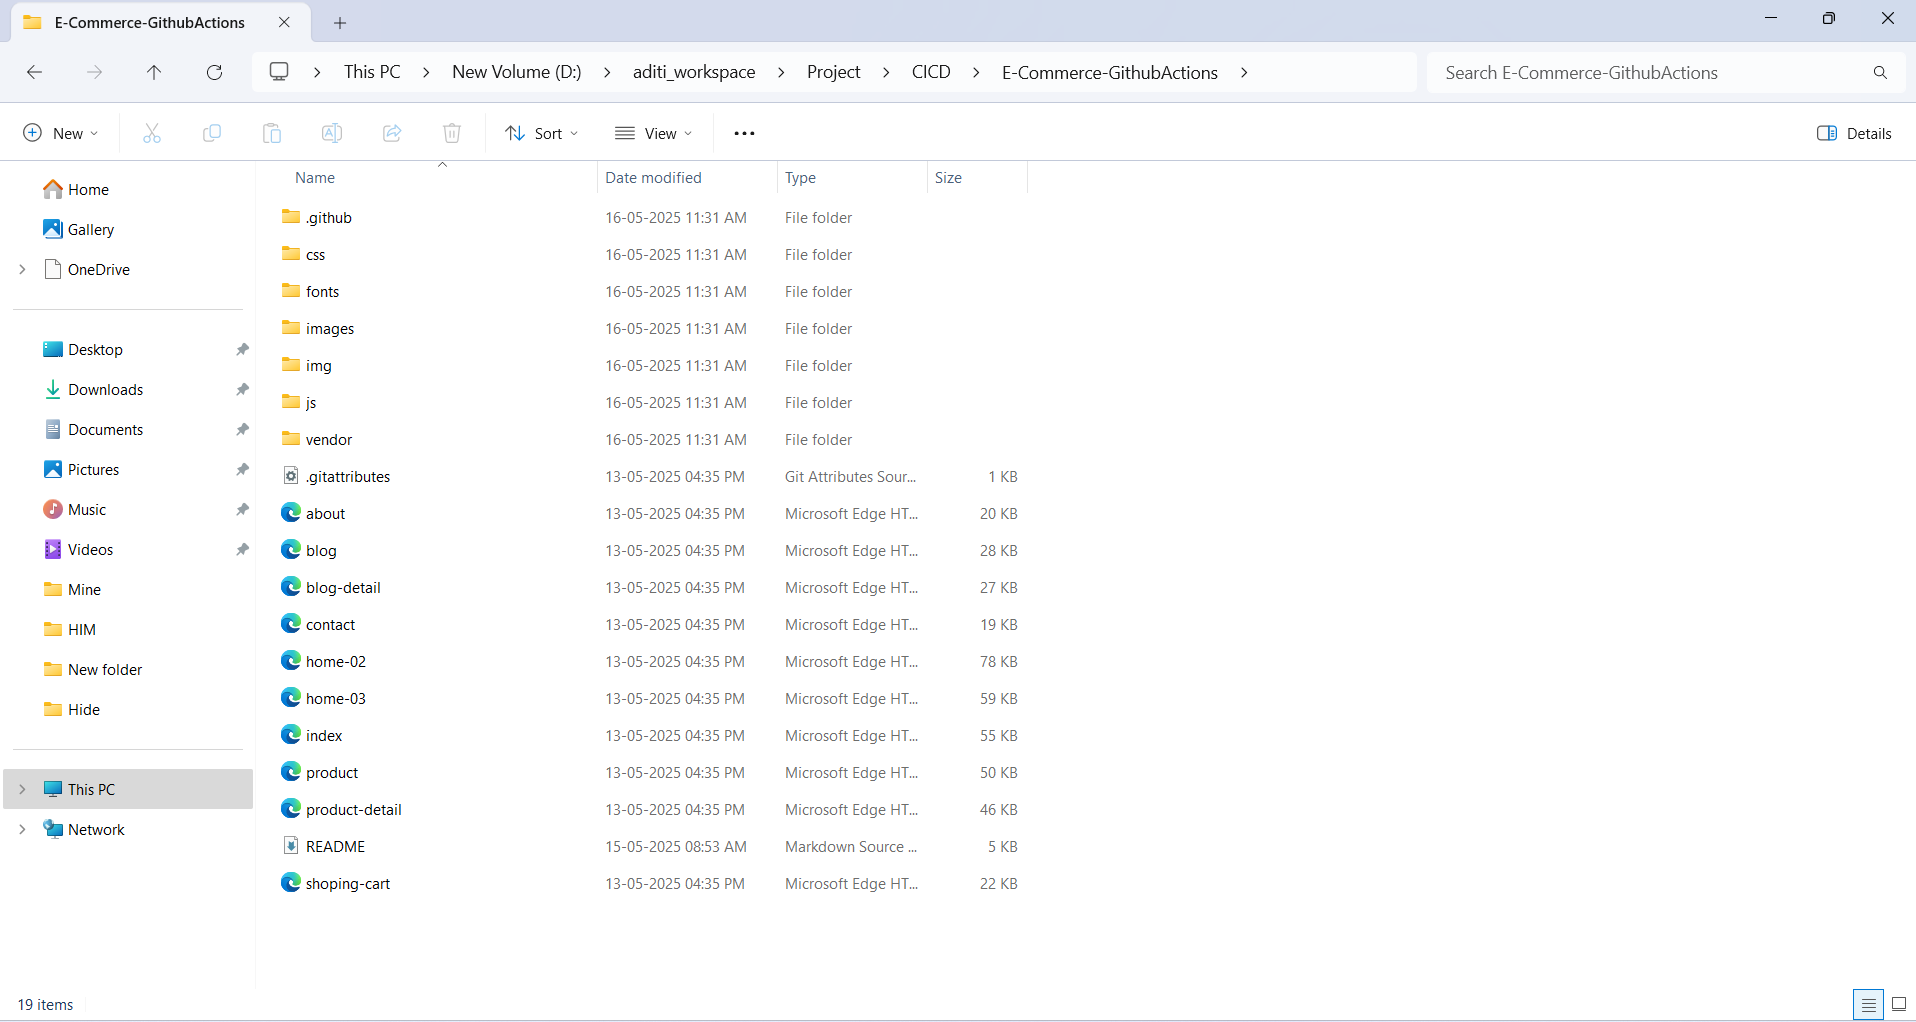 E-Commerce-GithubActions
This PC > New Volume (D:) > aditi_workspace > Project > CICD > E-Commerce-GithubActions >
Search E-Commerce-GithubActions
New
Sort
View
Details
Home
Gallery
OneDrive
Desktop
Downloads
Documents
Pictures
Music
Videos
Mine
HIM
New folder
Hide
This PC
Network
Name Date modified Type Size
.github 16-05-2025 11:31 AM File folder
css 16-05-2025 11:31 AM File folder
fonts 16-05-2025 11:31 AM File folder
images 16-05-2025 11:31 AM File folder
img 16-05-2025 11:31 AM File folder
js 16-05-2025 11:31 AM File folder
vendor 16-05-2025 11:31 AM File folder
.gitattributes 13-05-2025 04:35 PM Git Attributes Sour... 1 KB
about 13-05-2025 04:35 PM Microsoft Edge HT... 20 KB
blog 13-05-2025 04:35 PM Microsoft Edge HT... 28 KB
blog-detail 13-05-2025 04:35 PM Microsoft Edge HT... 27 KB
contact 13-05-2025 04:35 PM Microsoft Edge HT... 19 KB
home-02 13-05-2025 04:35 PM Microsoft Edge HT... 78 KB
home-03 13-05-2025 04:35 PM Microsoft Edge HT... 59 KB
index 13-05-2025 04:35 PM Microsoft Edge HT... 55 KB
product 13-05-2025 04:35 PM Microsoft Edge HT... 50 KB
product-detail 13-05-2025 04:35 PM Microsoft Edge HT... 46 KB
README 15-05-2025 08:53 AM Markdown Source ... 5 KB
shoping-cart 13-05-2025 04:35 PM Microsoft Edge HT... 22 KB
19 items